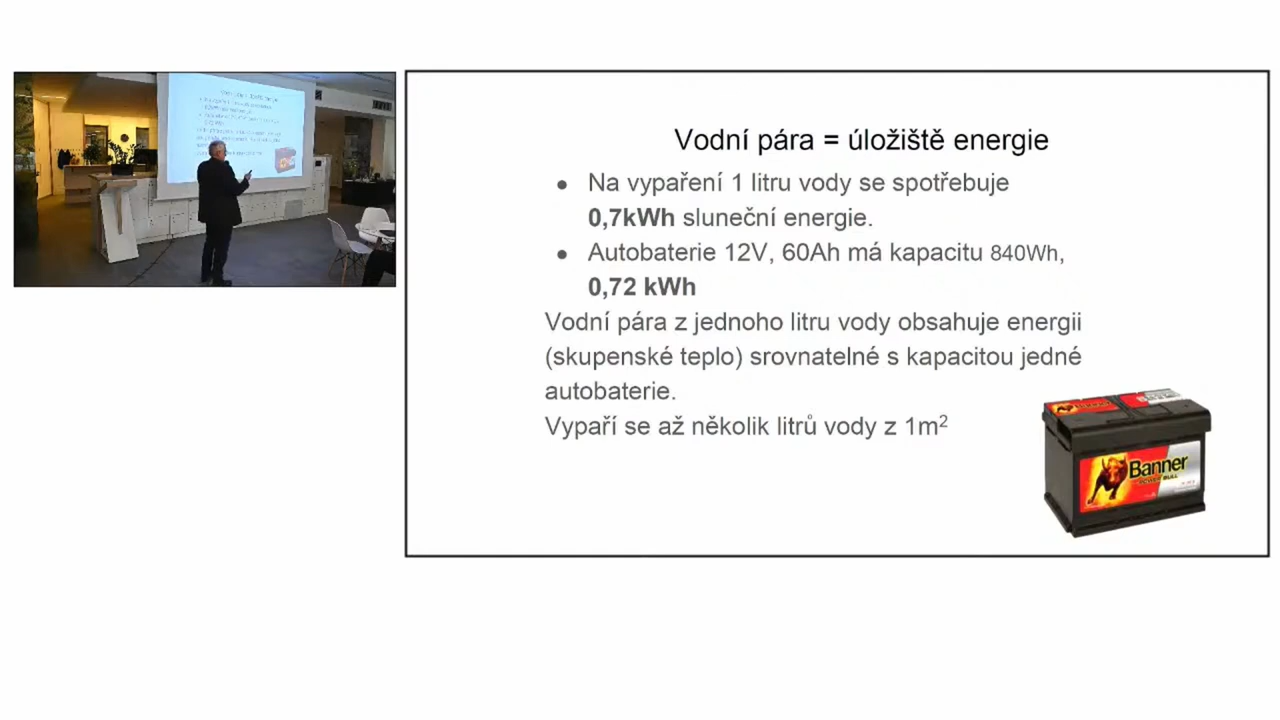 Vodní pára = úložiště energie
● Na vypaření 1 litru vody se spotřebuje
0,7kWh sluneční energie.
● Autobaterie 12V, 60Ah má kapacitu 840Wh,
0,72 kWh
Vodní pára z jednoho litru vody obsahuje energii
(skupenské teplo) srovnatelné s kapacitou jedné
autobaterie.
Vypaří se až několik litrů vody z 1m²
Banner
POWER BULL